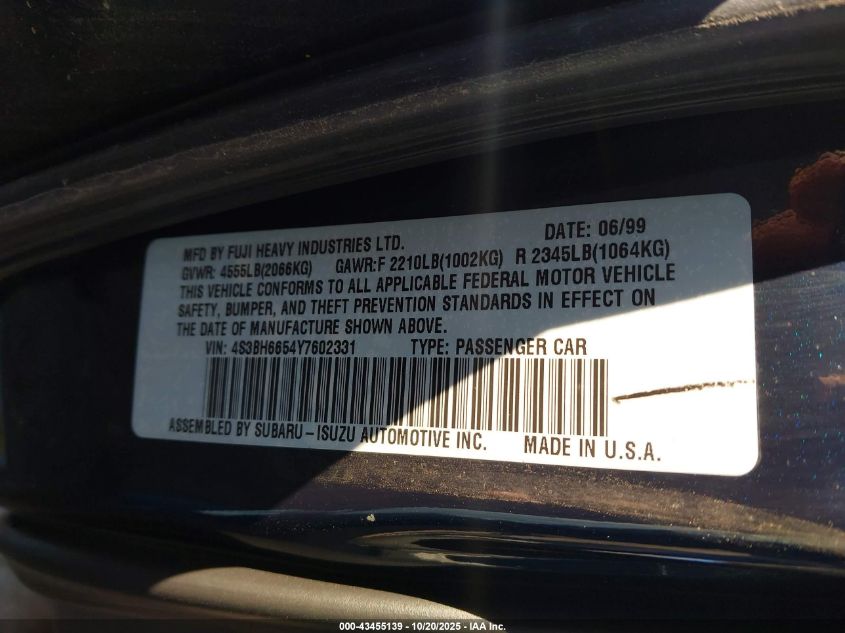 MFD BY FUJI HEAVY INDUSTRIES LTD. DATE: 06/99
GVWR: 4555LB(2066KG) GAWR:F 2210LB(1002KG) R 2345LB(1064KG)
THIS VEHICLE CONFORMS TO ALL APPLICABLE FEDERAL MOTOR VEHICLE
SAFETY, BUMPER, AND THEFT PREVENTION STANDARDS IN EFFECT ON
THE DATE OF MANUFACTURE SHOWN ABOVE.
VIN: 4S3BH6654Y7602331 TYPE: PASSENGER CAR
ASSEMBLED BY SUBARU-ISUZU AUTOMOTIVE INC. MADE IN U.S.A.
000-43455139 - 10/20/2025 - IAA Inc.